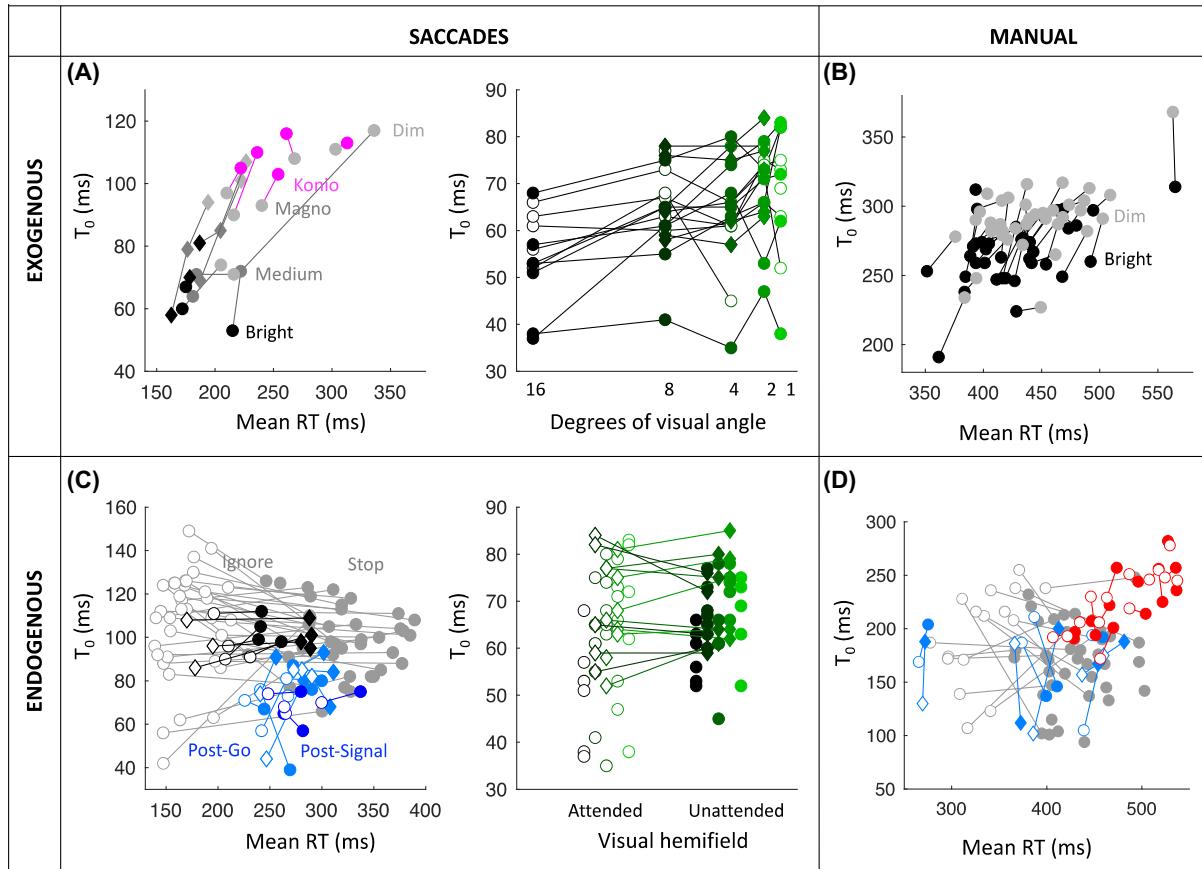 SACCADES
MANUAL
EXOGENOUS
(A)
T0 (ms)
120
100
80
60
40
150 200 250 300 350
Mean RT (ms)
Dim
Konio
Magno
Medium
Bright
T0 (ms)
90
80
70
60
50
40
30
16 8 4 2 1
Degrees of visual angle
(B)
T0 (ms)
350
300
250
200
350 400 450 500 550
Mean RT (ms)
Dim
Bright
ENDOGENOUS
(C)
T0 (ms)
160
140
120
100
80
60
40
150 200 250 300 350 400
Mean RT (ms)
Ignore
Stop
Post-Go
Post-Signal
T0 (ms)
90
80
70
60
50
40
30
Attended Unattended
Visual hemifield
(D)
T0 (ms)
300
250
200
150
100
50
300 400 500
Mean RT (ms)